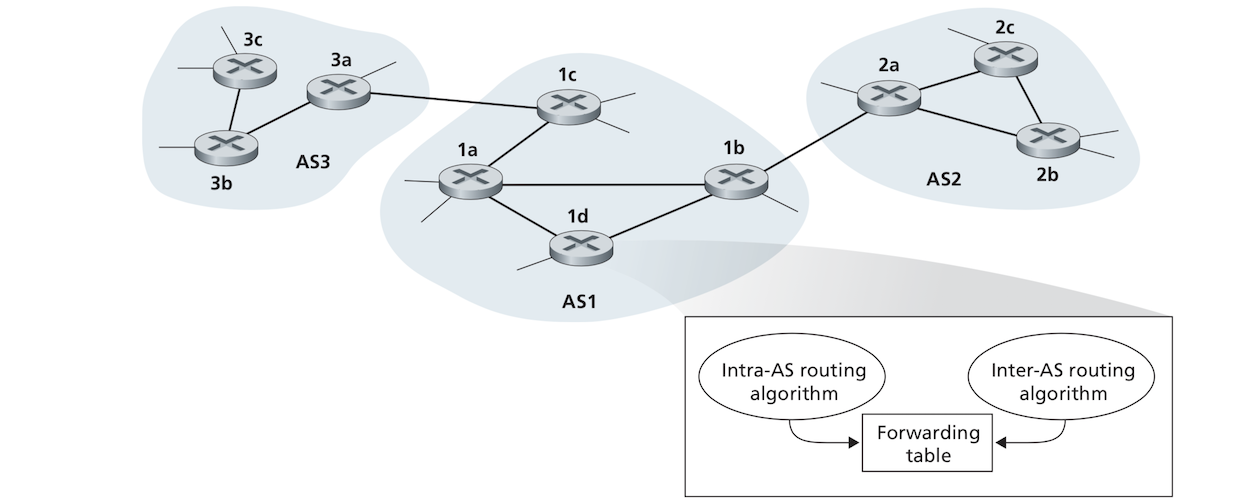 3c
3a
3b
AS3
1c
1a
1b
1d
AS1
2c
2a
2b
AS2
Intra-AS routing
algorithm
Inter-AS routing
algorithm
Forwarding
table